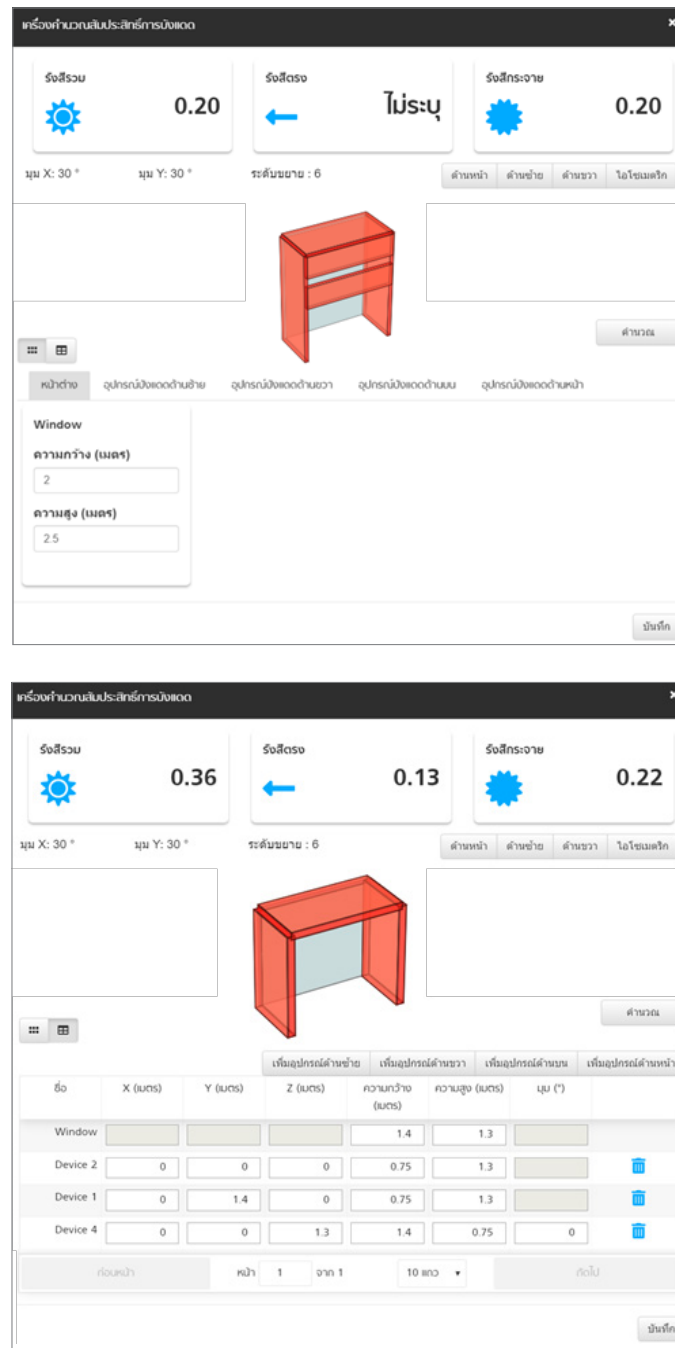 เครื่องคำนวณสัมประสิทธิ์การบังแดด ×
รังสีรวม รังสีตรง รังสีกระจาย
0.20 ไม่ระบุ 0.20
มุม X: 30 ° มุม Y: 30 ° ระดับขยาย : 6 ด้านหน้า ด้านซ้าย ด้านขวา ไอโซเมตริก
คำนวณ
หน้าต่าง อุปกรณ์บังแดดด้านซ้าย อุปกรณ์บังแดดด้านขวา อุปกรณ์บังแดดด้านบน อุปกรณ์บังแดดด้านหน้า
Window
ความกว้าง (เมตร)
2
ความสูง (เมตร)
2.5
บันทึก
เครื่องคำนวณสัมประสิทธิ์การบังแดด ×
รังสีรวม รังสีตรง รังสีกระจาย
0.36 0.13 0.22
มุม X: 30 ° มุม Y: 30 ° ระดับขยาย : 6 ด้านหน้า ด้านซ้าย ด้านขวา ไอโซเมตริก
คำนวณ
เพิ่มอุปกรณ์ด้านซ้าย เพิ่มอุปกรณ์ด้านขวา เพิ่มอุปกรณ์ด้านบน เพิ่มอุปกรณ์ด้านหน้า
ชื่อ X (เมตร) Y (เมตร) Z (เมตร) ความกว้าง (เมตร) ความสูง (เมตร) มุม (°)
Window 1.4 1.3
Device 2 0 0 0 0.75 1.3
Device 1 0 1.4 0 0.75 1.3
Device 4 0 0 1.3 1.4 0.75 0
ก่อนหน้า หน้า 1 จาก 1 10 แถว ถัดไป
บันทึก